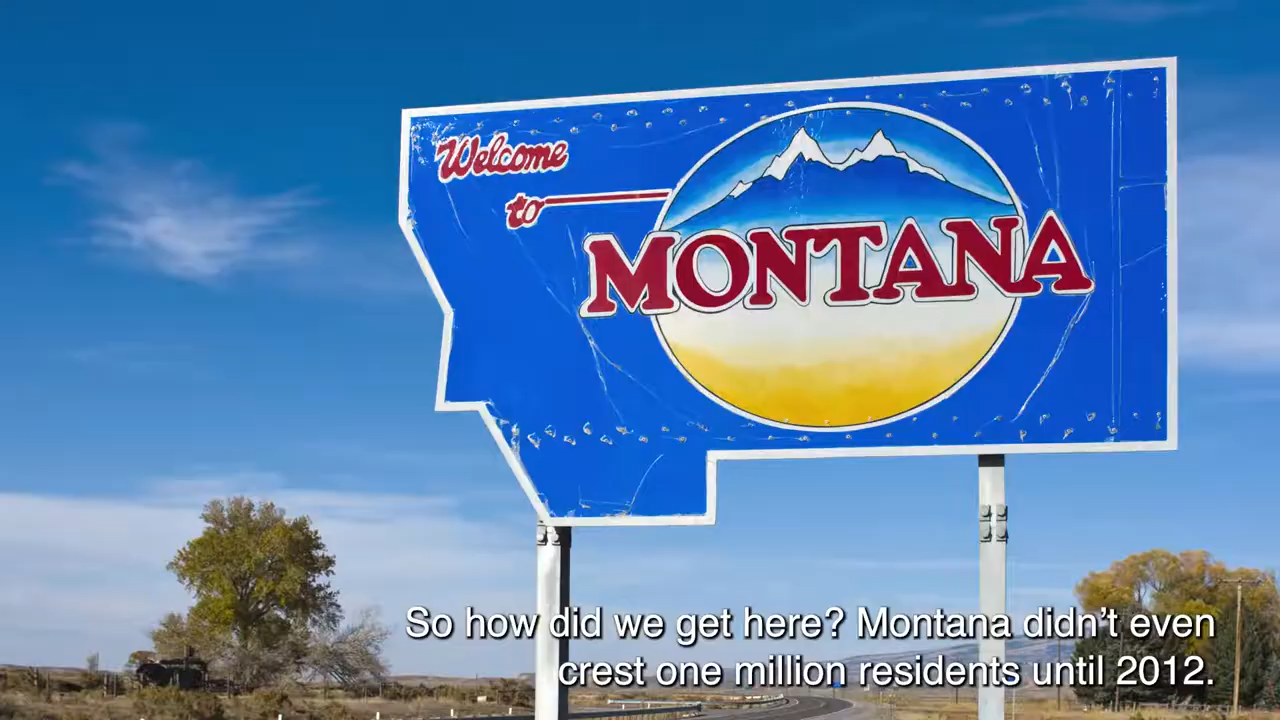 Welcome
to
MONTANA
So how did we get here? Montana didn’t even
crest one million residents until 2012.